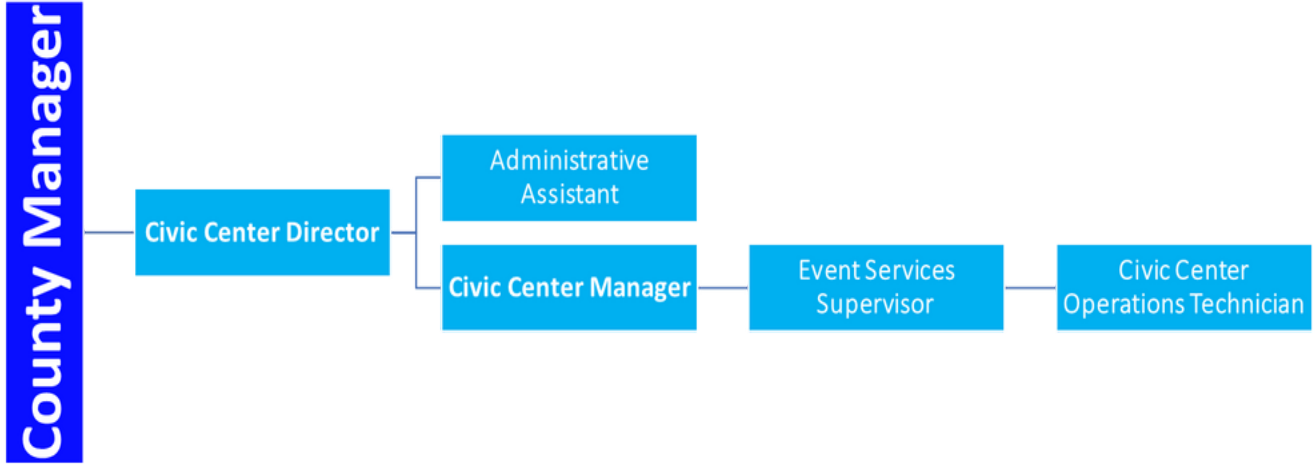 County Manager
Civic Center Director
Administrative
Assistant
Civic Center Manager
Event Services
Supervisor
Civic Center
Operations Technician